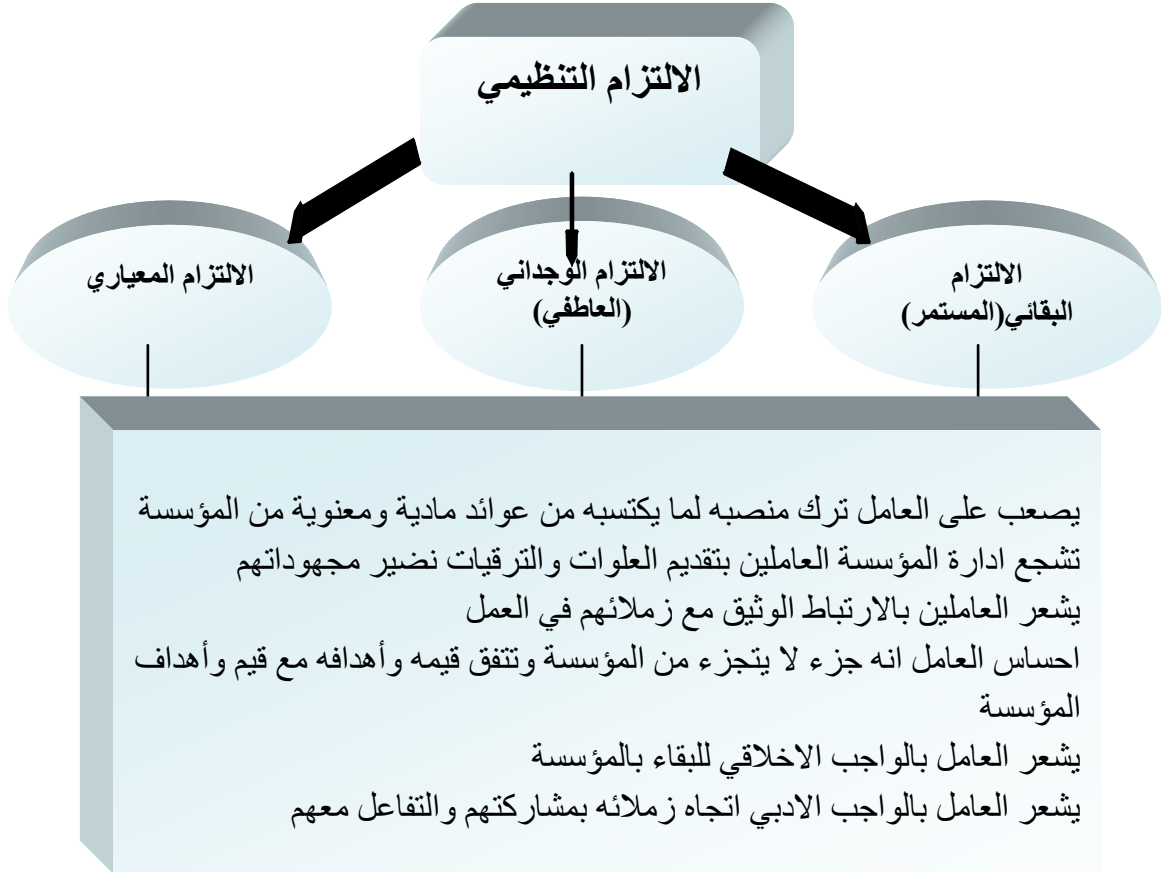 الالتزام التنظيمي
الالتزام
البقائي(المستمر)
الالتزام الوجداني
(العاطفي)
الالتزام المعياري
يصعب على العامل ترك منصبه لما يكتسبه من عوائد مادية ومعنوية من المؤسسة
تشجع ادارة المؤسسة العاملين بتقديم العلوات والترقيات نضير مجهوداتهم
يشعر العاملين بالارتباط الوثيق مع زملائهم في العمل
احساس العامل انه جزء لا يتجزء من المؤسسة وتتفق قيمه وأهدافه مع قيم وأهداف
المؤسسة
يشعر العامل بالواجب الاخلاقي للبقاء بالمؤسسة
يشعر العامل بالواجب الادبي اتجاه زملائه بمشاركتهم والتفاعل معهم